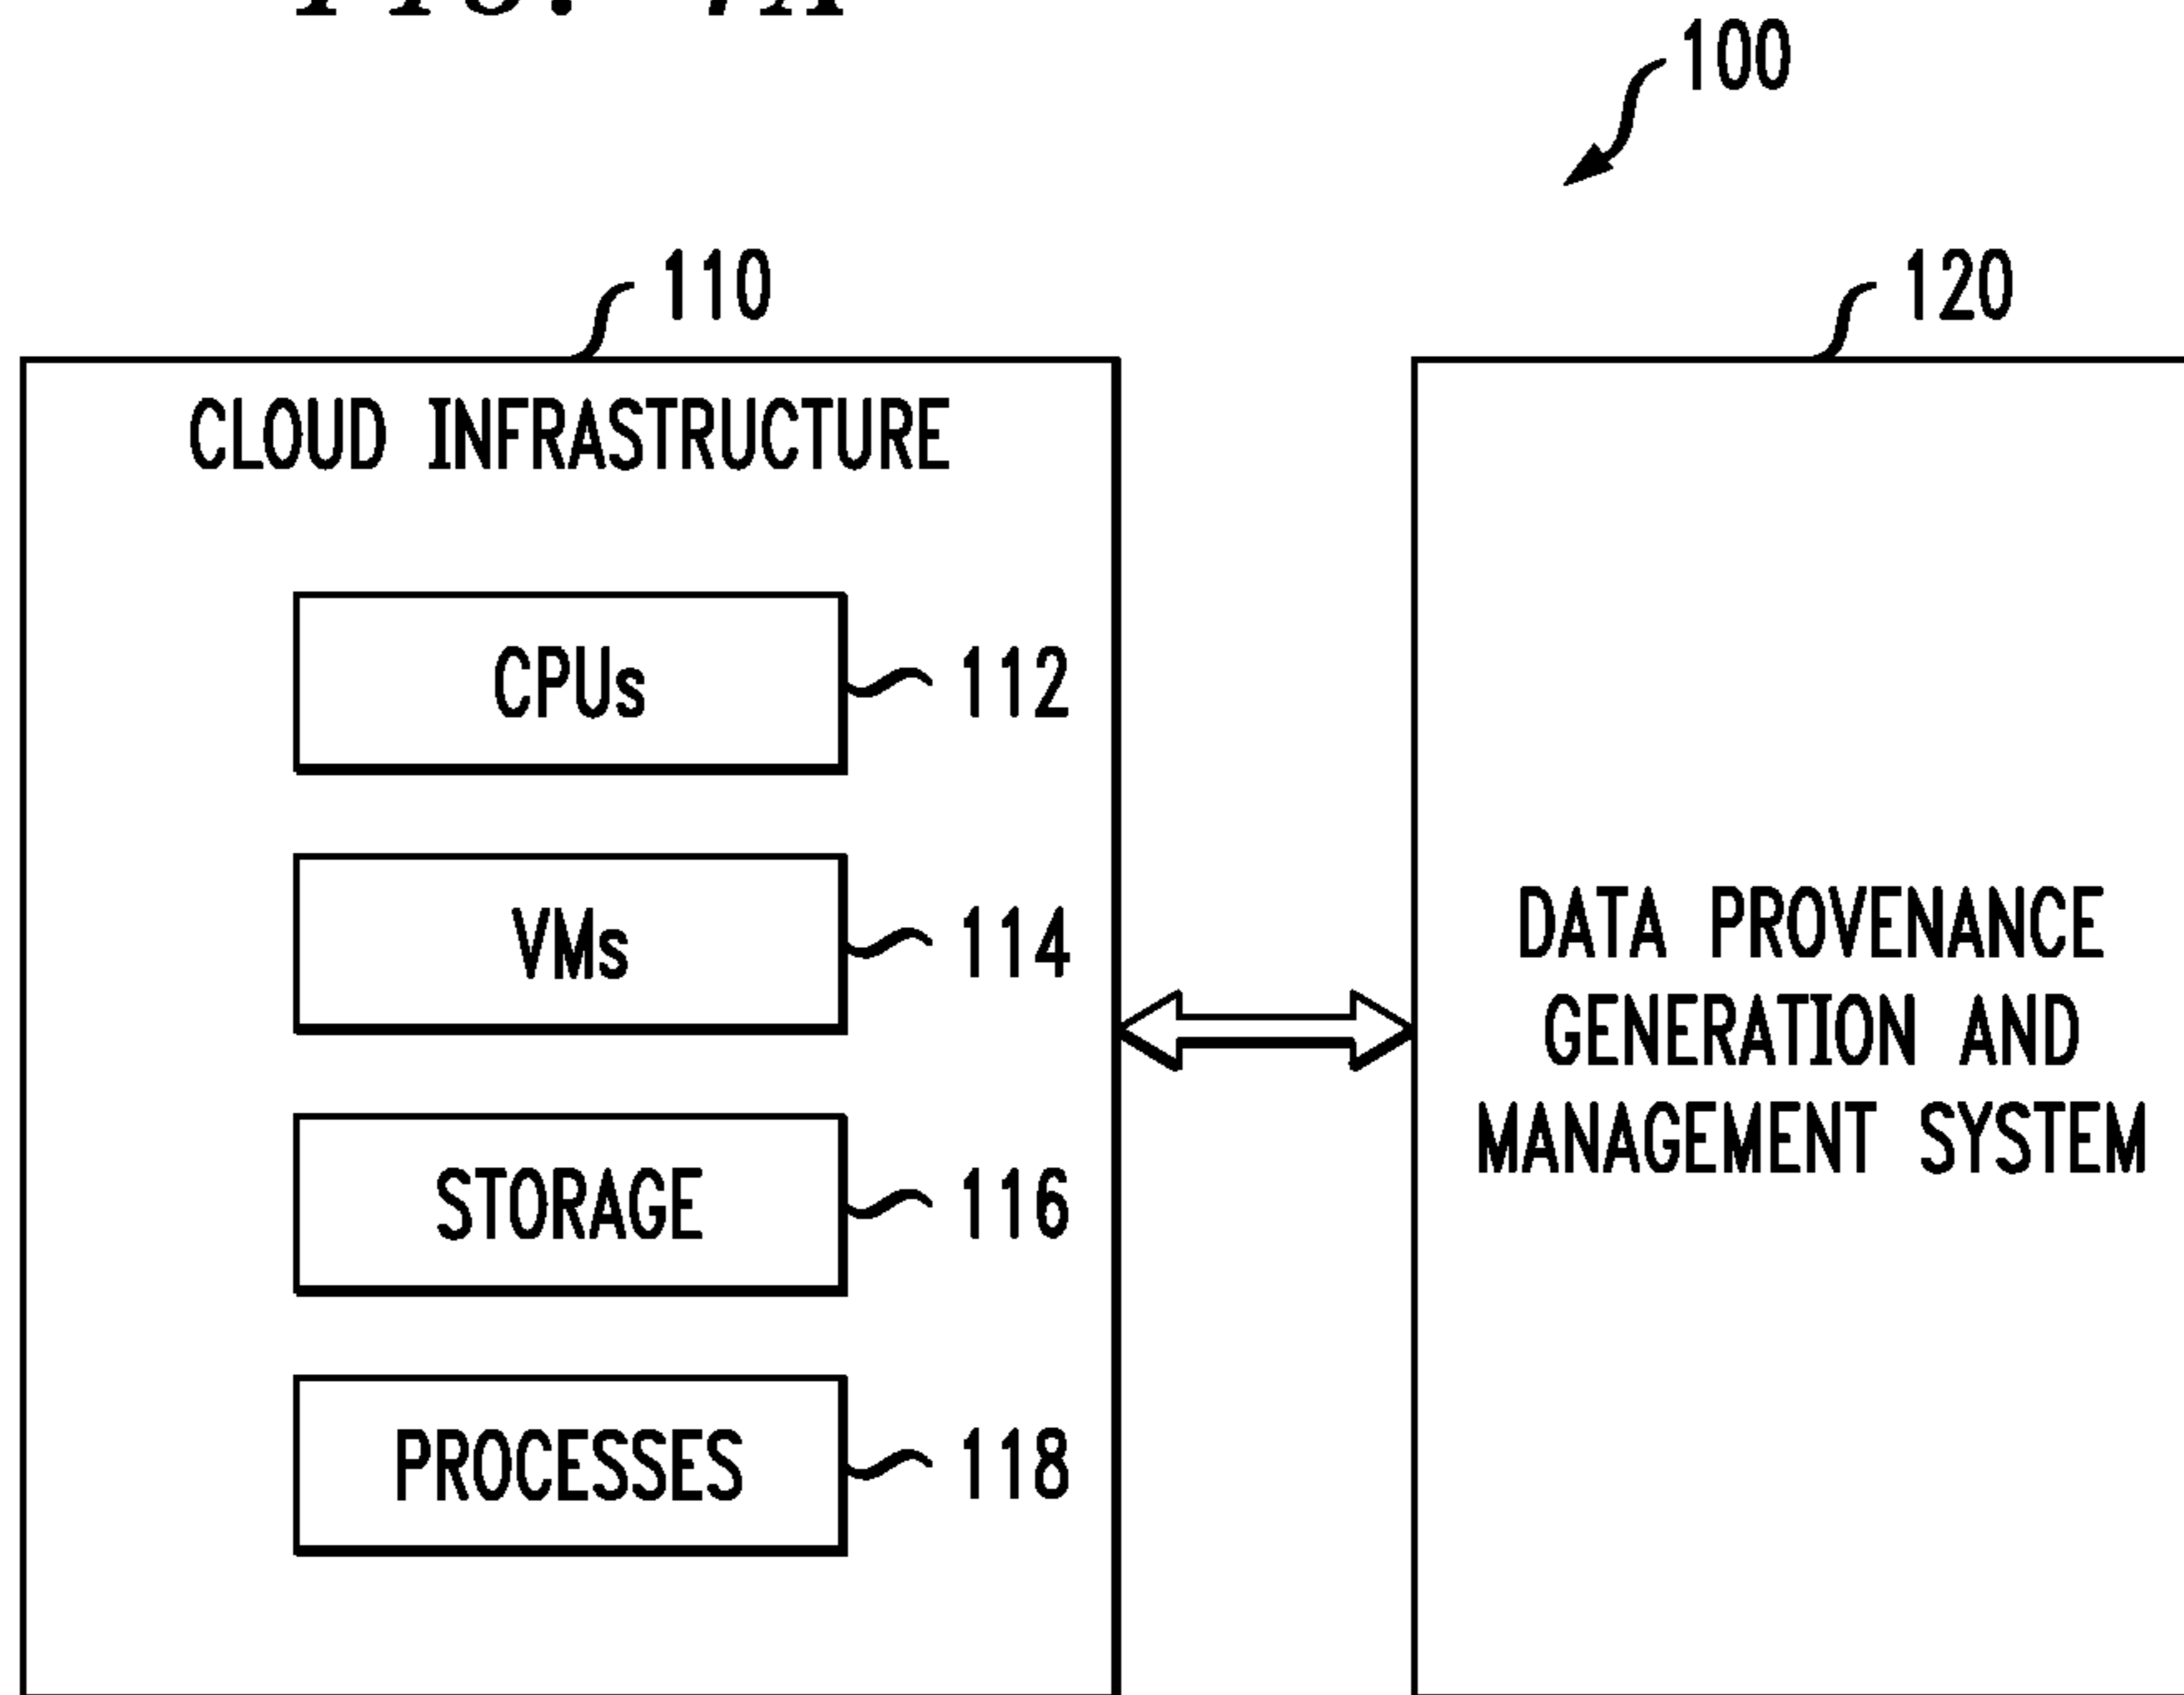 100
110
120
CLOUD INFRASTRUCTURE
CPUs
112
VMs
114
STORAGE
116
PROCESSES
118
DATA PROVENANCE
GENERATION AND
MANAGEMENT SYSTEM